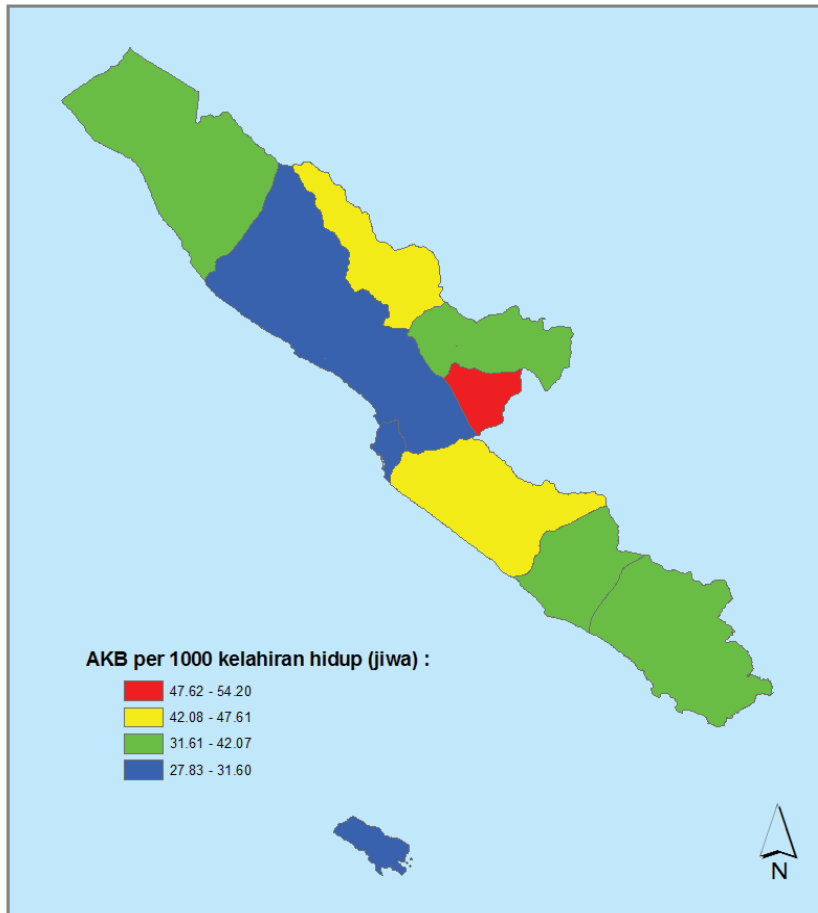 AKB per 1000 kelahiran hidup (jiwa) :
47.62 - 54.20
42.08 - 47.61
31.61 - 42.07
27.83 - 31.60
N